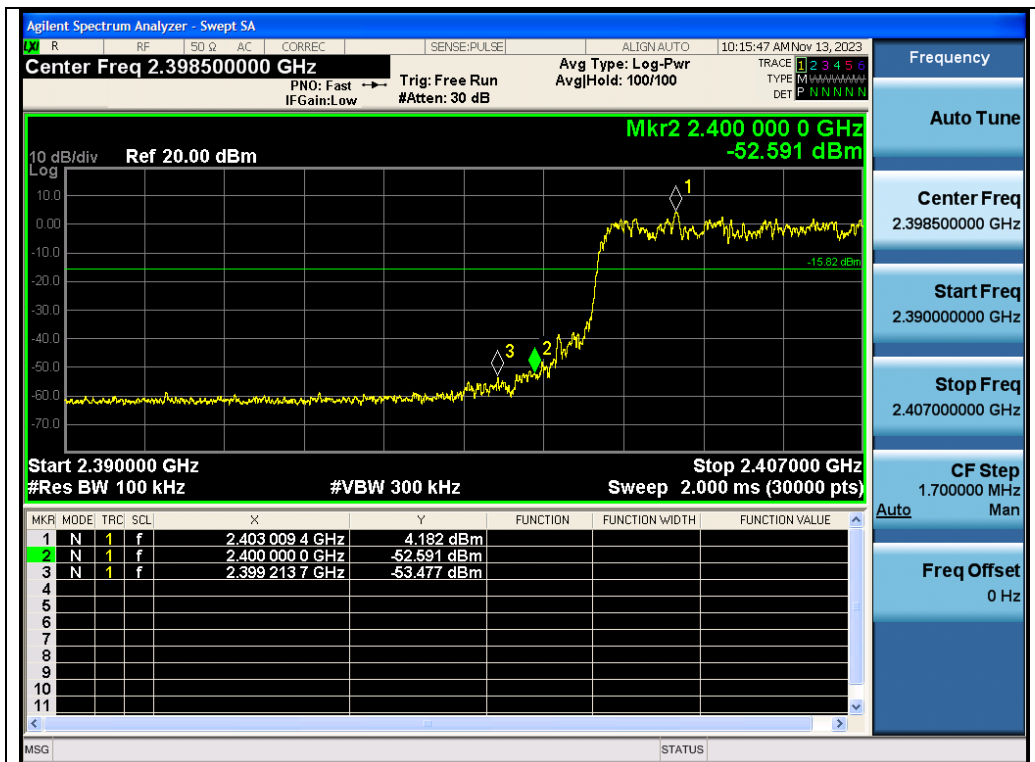 Agilent Spectrum Analyzer - Swept SA
LXI R RF 50 Ω AC CORREC SENSE:PULSE ALIGN AUTO 10:15:47 AM Nov 13, 2023
Center Freq 2.398500000 GHz
PNO: Fast
IFGain:Low
Trig: Free Run
#Atten: 30 dB
Avg Type: Log-Pwr
Avg|Hold: 100/100
TRACE 1 2 3 4 5 6
TYPE M
DET P N N N N N
Mkr2 2.400 000 0 GHz
-52.591 dBm
10 dB/div Ref 20.00 dBm
Log
10.0
0.00
-10.0
-20.0
-30.0
-40.0
-50.0
-60.0
-70.0
1
-15.82 dBm
3
2
Start 2.390000 GHz Stop 2.407000 GHz
#Res BW 100 kHz #VBW 300 kHz Sweep 2.000 ms (30000 pts)
MKR MODE TRC SCL X Y FUNCTION FUNCTION WIDTH FUNCTION VALUE
1 N 1 f 2.403 009 4 GHz 4.182 dBm
2 N 1 f 2.400 000 0 GHz -52.591 dBm
3 N 1 f 2.399 213 7 GHz -53.477 dBm
4
5
6
7
8
9
10
11
MSG STATUS
Frequency
Auto Tune
Center Freq
2.398500000 GHz
Start Freq
2.390000000 GHz
Stop Freq
2.407000000 GHz
CF Step
1.700000 MHz
Auto Man
Freq Offset
0 Hz